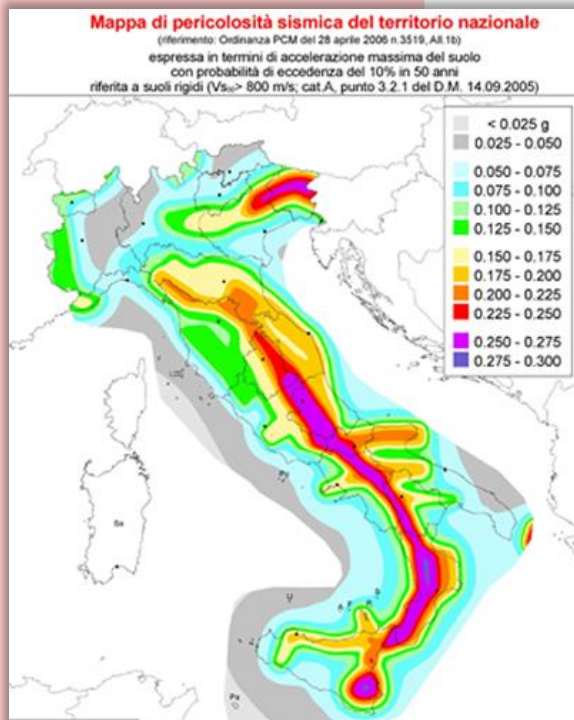 Mappa di pericolosità sismica del territorio nazionale
(riferimento: Ordinanza PCM del 28 aprile 2006 n.3519, All.1b)
espressa in termini di accelerazione massima del suolo
con probabilità di eccedenza del 10% in 50 anni
riferita a suoli rigidi (Vs₃₀> 800 m/s; cat.A, punto 3.2.1 del D.M. 14.09.2005)
< 0.025 g
0.025 - 0.050
0.050 - 0.075
0.075 - 0.100
0.100 - 0.125
0.125 - 0.150
0.150 - 0.175
0.175 - 0.200
0.200 - 0.225
0.225 - 0.250
0.250 - 0.275
0.275 - 0.300
Sa
U
Pa